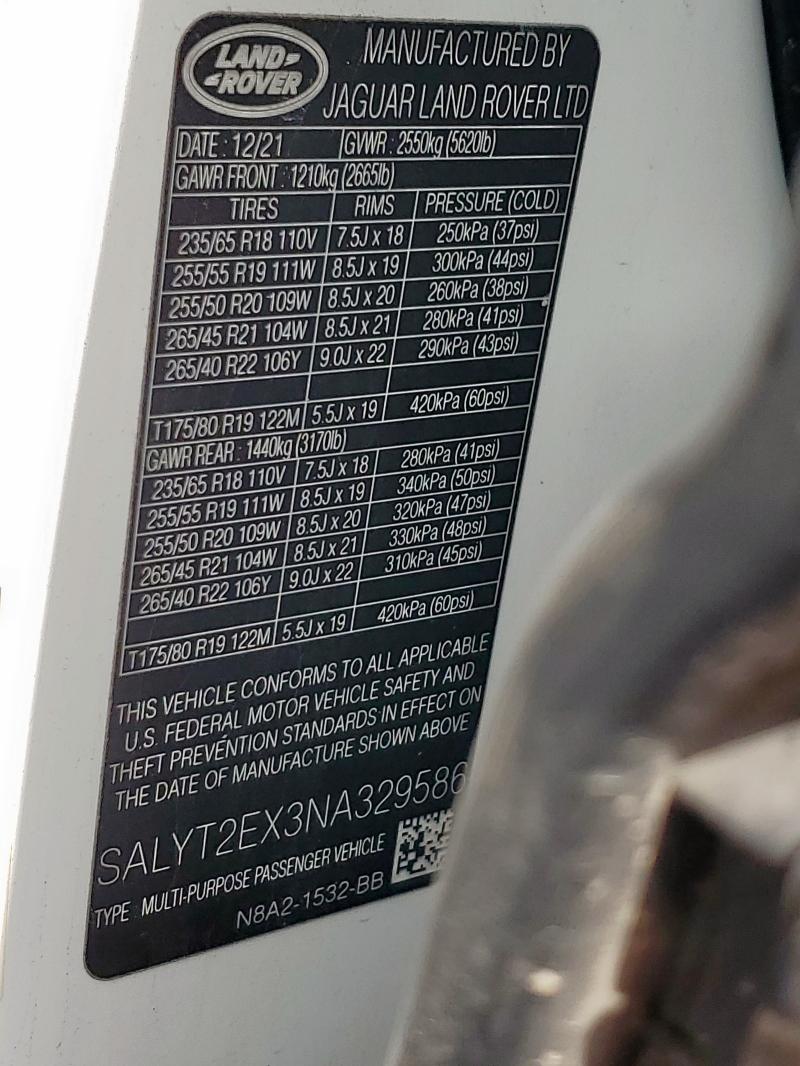 LAND ROVER
MANUFACTURED BY
JAGUAR LAND ROVER LTD
DATE : 12/21 GVWR : 2550kg (5620lb)
GAWR FRONT : 1210kg (2665lb)
TIRES RIMS PRESSURE (COLD)
235/65 R18 110V 7.5J x 18 250kPa (37psi)
255/55 R19 111W 8.5J x 19 300kPa (44psi)
255/50 R20 109W 8.5J x 20 260kPa (38psi)
265/45 R21 104W 8.5J x 21 280kPa (41psi)
265/40 R22 106Y 9.0J x 22 290kPa (43psi)
T175/80 R19 122M 5.5J x 19 420kPa (60psi)
GAWR REAR : 1440kg (3170lb)
235/65 R18 110V 7.5J x 18 280kPa (41psi)
255/55 R19 111W 8.5J x 19 340kPa (50psi)
255/50 R20 109W 8.5J x 20 320kPa (47psi)
265/45 R21 104W 8.5J x 21 330kPa (48psi)
265/40 R22 106Y 9.0J x 22 310kPa (45psi)
T175/80 R19 122M 5.5J x 19 420kPa (60psi)
THIS VEHICLE CONFORMS TO ALL APPLICABLE
U.S. FEDERAL MOTOR VEHICLE SAFETY AND
THEFT PREVENTION STANDARDS IN EFFECT ON
THE DATE OF MANUFACTURE SHOWN ABOVE
SALYT2EX3NA329586
TYPE : MULTI-PURPOSE PASSENGER VEHICLE
N8A2-1532-BB